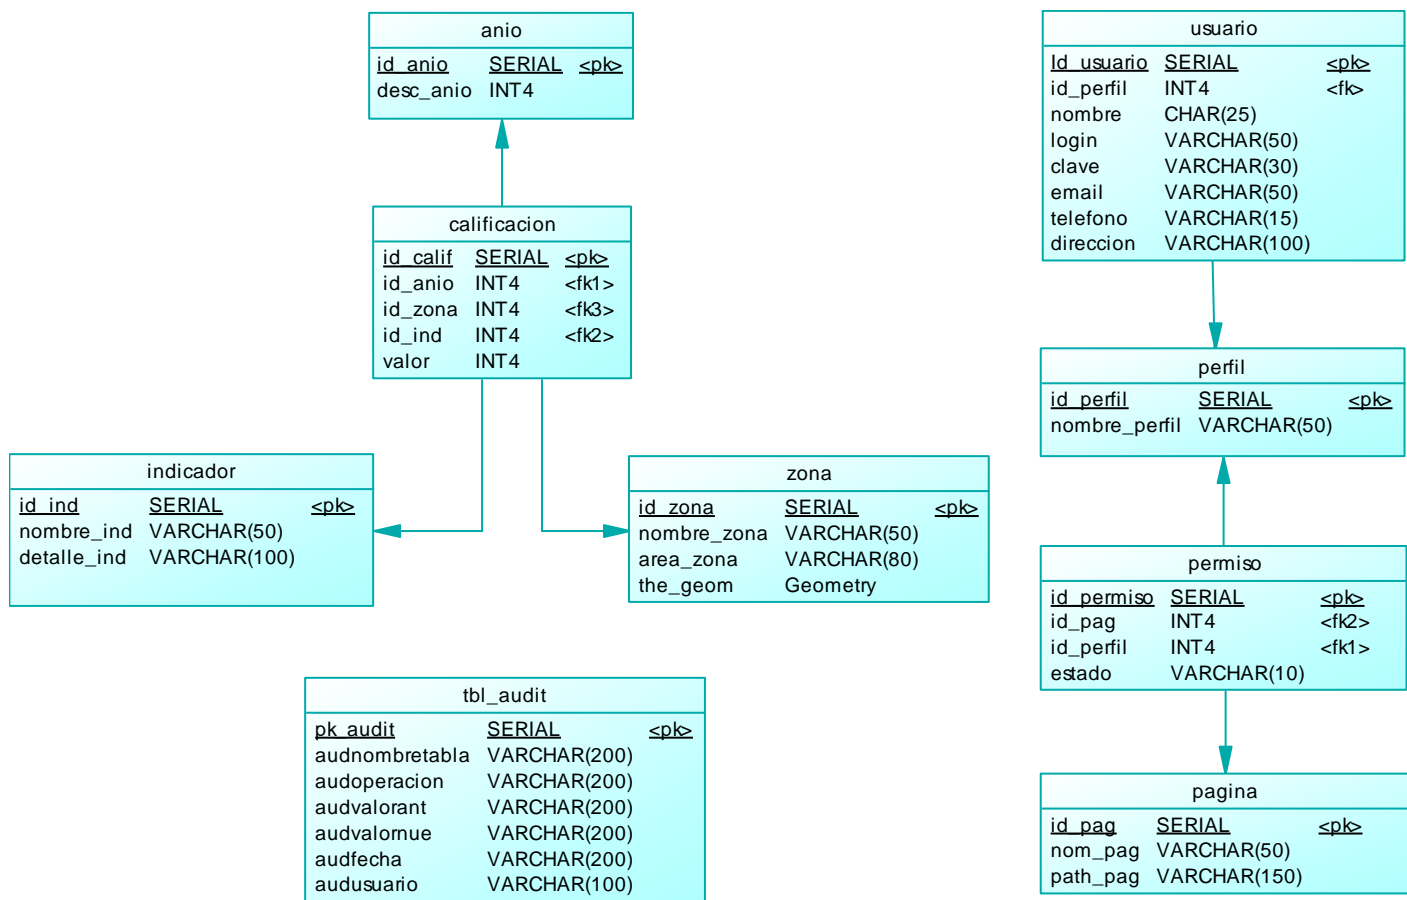 anio
id_anio SERIAL <pk>
desc_anio INT4
calificacion
id_calif SERIAL <pk>
id_anio INT4 <fk1>
id_zona INT4 <fk3>
id_ind INT4 <fk2>
valor INT4
indicador
id_ind SERIAL <pk>
nombre_ind VARCHAR(50)
detalle_ind VARCHAR(100)
zona
id_zona SERIAL <pk>
nombre_zona VARCHAR(50)
area_zona VARCHAR(80)
the_geom Geometry
tbl_audit
pk_audit SERIAL <pk>
audnombretabla VARCHAR(200)
audoperacion VARCHAR(200)
audvalorant VARCHAR(200)
audvalornue VARCHAR(200)
audfecha VARCHAR(200)
audusuario VARCHAR(100)
usuario
Id_usuario SERIAL <pk>
id_perfil INT4 <fk>
nombre CHAR(25)
login VARCHAR(50)
clave VARCHAR(30)
email VARCHAR(50)
telefono VARCHAR(15)
direccion VARCHAR(100)
perfil
id_perfil SERIAL <pk>
nombre_perfil VARCHAR(50)
permiso
id_permiso SERIAL <pk>
id_pag INT4 <fk2>
id_perfil INT4 <fk1>
estado VARCHAR(10)
pagina
id_pag SERIAL <pk>
nom_pag VARCHAR(50)
path_pag VARCHAR(150)